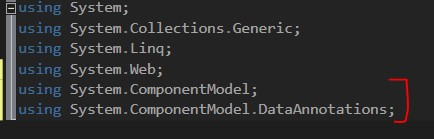 using System;
using System.Collections.Generic;
using System.Linq;
using System.Web;
using System.ComponentModel;
using System.ComponentModel.DataAnnotations;